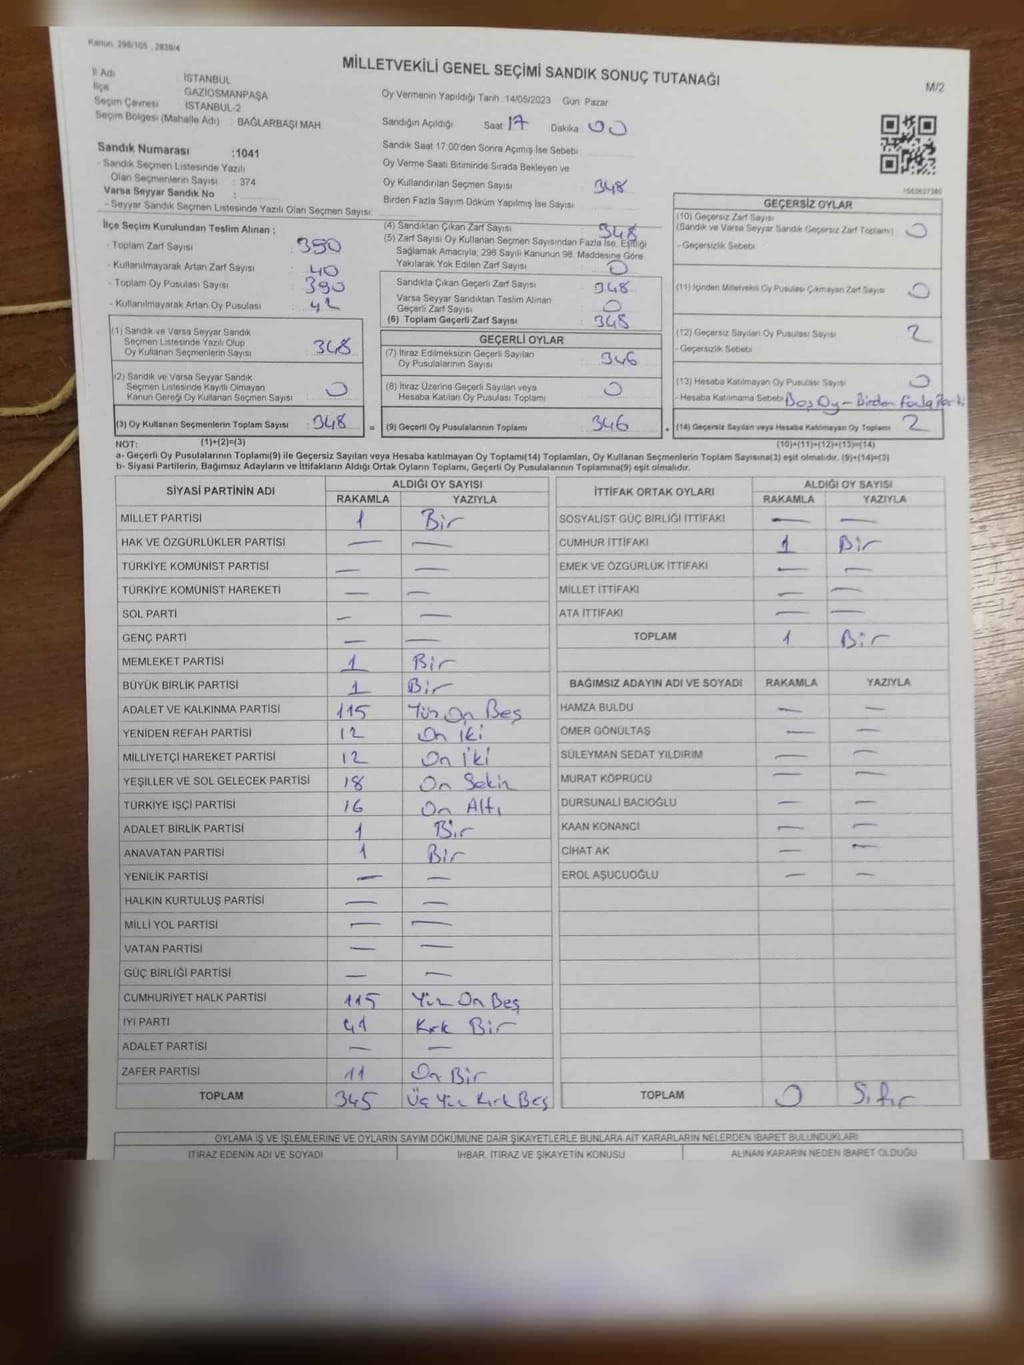 Kanun: 298/105 , 2839/4
MİLLETVEKİLİ GENEL SEÇİMİ SANDIK SONUÇ TUTANAĞI
M/2
İl Adı : İSTANBUL
İlçe : GAZİOSMANPAŞA
Seçim Çevresi : İSTANBUL-2
Seçim Bölgesi (Mahalle Adı) : BAĞLARBAŞI MAH.
Oy Vermenin Yapıldığı Tarih :14/05/2023 Gün :Pazar
Sandığın Açıldığı Saat :17 Dakika :00
Sandık Saat 17:00'den Sonra Açımış İse Sebebi
Oy Verme Saati Bitiminde Sırada Bekleyen ve
Oy Kullandırılan Seçmen Sayısı : 348
Birden Fazla Sayım Döküm Yapılmış İse Sayısı
Sandık Numarası :1041
- Sandık Seçmen Listesinde Yazılı
Olan Seçmenlerin Sayısı : 374
Varsa Seyyar Sandık No :
- Seyyar Sandık Seçmen Listesinde Yazılı Olan Seçmen Sayısı:
İlçe Seçim Kurulundan Teslim Alınan ;
- Toplam Zarf Sayısı : 390
- Kullanılmayarak Artan Zarf Sayısı : 40
- Toplam Oy Pusulası Sayısı : 390
- Kullanılmayarak Artan Oy Pusulası : 42
(1) Sandık ve Varsa Seyyar Sandık
Seçmen Listesinde Yazılı Olup
Oy Kullanan Seçmenlerin Sayısı : 348
(2) Sandık ve Varsa Seyyar Sandık
Seçmen Listesinde Kayıtlı Olmayan
Kanun Gereği Oy Kullanan Seçmen Sayısı : 0
(3) Oy Kullanan Seçmenlerin Toplam Sayısı : 348
(1)+(2)=(3)
(4) Sandıktan Çıkan Zarf Sayısı : 348
(5) Zarf Sayısı Oy Kullanan Seçmen Sayısından Fazla İse, Eşitliği
Sağlamak Amacıyla, 298 Sayılı Kanunun 98. Maddesine Göre
Yakılarak Yok Edilen Zarf Sayısı : 0
Sandıkta Çıkan Geçerli Zarf Sayısı : 348
Varsa Seyyar Sandıktan Teslim Alınan
Geçerli Zarf Sayısı : 0
(6) Toplam Geçerli Zarf Sayısı : 348
GEÇERLİ OYLAR
(7) İtiraz Edilmeksizin Geçerli Sayılan
Oy Pusulalarının Sayısı : 346
(8) İtiraz Üzerine Geçerli Sayılan veya
Hesaba Katılan Oy Pusulası Toplamı : 0
= (9) Geçerli Oy Pusulalarının Toplamı : 346
GEÇERSİZ OYLAR
(10) Geçersiz Zarf Sayısı
(Sandık ve Varsa Seyyar Sandık Geçersiz Zarf Toplamı) : 0
- Geçersizlik Sebebi
(11) İçinden Milletvekili Oy Pusulası Çıkmayan Zarf Sayısı : 0
(12) Geçersiz Sayılan Oy Pusulası Sayısı : 2
- Geçersizlik Sebebi
(13) Hesaba Katılmayan Oy Pusulası Sayısı : 0
- Hesaba Katılmama Sebebi : Boş Oy - Birden fazla
+ (14) Geçersiz Sayılan veya Hesaba Katılmayan Oy Toplamı : 2
(10)+(11)+(12)+(13)=(14)
NOT:
a- Geçerli Oy Pusulalarının Toplamı(9) ile Geçersiz Sayılan veya Hesaba katılmayan Oy Toplamı(14) Toplamları, Oy Kullanan Seçmenlerin Toplam Sayısına(3) eşit olmalıdır. (9)+(14)=(3)
b- Siyasi Partilerin, Bağımsız Adayların ve İttifakların Aldığı Ortak Oyların Toplamı, Geçerli Oy Pusulalarının Toplamına(9) eşit olmalıdır.
SİYASİ PARTİNİN ADI ALDIĞI OY SAYISI
RAKAMLA YAZIYLA
MİLLET PARTİSİ 1 Bir
HAK VE ÖZGÜRLÜKLER PARTİSİ — —
TÜRKİYE KOMÜNİST PARTİSİ — —
TÜRKİYE KOMÜNİST HAREKETİ — —
SOL PARTİ — —
GENÇ PARTİ — —
MEMLEKET PARTİSİ 1 Bir
BÜYÜK BİRLİK PARTİSİ 1 Bir
ADALET VE KALKINMA PARTİSİ 115 Yüz On Beş
YENİDEN REFAH PARTİSİ 12 On iki
MİLLİYETÇİ HAREKET PARTİSİ 12 On iki
YEŞİLLER VE SOL GELECEK PARTİSİ 18 On Sekiz
TÜRKİYE İŞÇİ PARTİSİ 16 On Altı
ADALET BİRLİK PARTİSİ 1 Bir
ANAVATAN PARTİSİ 1 Bir
YENİLİK PARTİSİ — —
HALKIN KURTULUŞ PARTİSİ — —
MİLLİ YOL PARTİSİ — —
VATAN PARTİSİ — —
GÜÇ BİRLİĞİ PARTİSİ — —
CUMHURİYET HALK PARTİSİ 115 Yüz On Beş
İYİ PARTİ 41 Kırk Bir
ADALET PARTİSİ — —
ZAFER PARTİSİ 11 On Bir
TOPLAM 345 Üç Yüz Kırk Beş
İTTİFAK ORTAK OYLARI ALDIĞI OY SAYISI
RAKAMLA YAZIYLA
SOSYALİST GÜÇ BİRLİĞİ İTTİFAKI — —
CUMHUR İTTİFAKI 1 Bir
EMEK VE ÖZGÜRLÜK İTTİFAKI — —
MİLLET İTTİFAKI — —
ATA İTTİFAKI — —
TOPLAM 1 Bir
BAĞIMSIZ ADAYIN ADI VE SOYADI RAKAMLA YAZIYLA
HAMZA BULDU — —
ÖMER GÖNÜLTAŞ — —
SÜLEYMAN SEDAT YILDIRIM — —
MURAT KÖPRÜCÜ — —
DURSUNALİ BACIOĞLU — —
KAAN KONANCI — —
CİHAT AK — —
EROL AŞUCUOĞLU — —
TOPLAM 0 Sıfır
OYLAMA İŞ VE İŞLEMLERİNE VE OYLARIN SAYIM DÖKÜMÜNE DAİR ŞİKAYETLERLE BUNLARA AİT KARARLARIN NELERDEN İBARET BULUNDUKLARI
İTİRAZ EDENİN ADI VE SOYADI İHBAR, İTİRAZ VE ŞİKAYETİN KONUSU ALINAN KARARIN NEDEN İBARET OLDUĞU